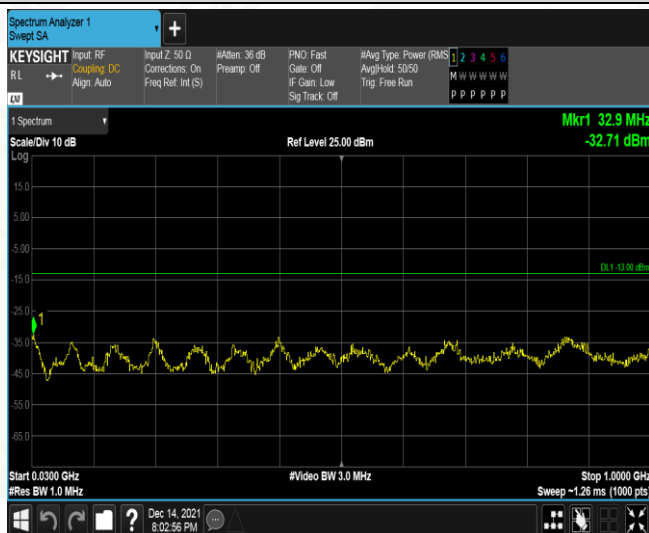 Spectrum Analyzer 1
Swept SA
+
KEYSIGHT Input: RF Input Z: 50 Ω #Atten: 36 dB PNO: Fast #Avg Type: Power (RMS 1 2 3 4 5 6
RL Coupling: DC Corrections: On Preamp: Off Gate: Off Avg|Hold: 50/50 M W W W W W
Align: Auto Freq Ref: Int (S) IF Gain: Low Trig: Free Run
Sig Track: Off P P P P P P
LXI
1 Spectrum Mkr1 32.9 MHz
Scale/Div 10 dB Ref Level 25.00 dBm -32.71 dBm
Log
15.0
5.00
-5.00
DL1 -13.00 dBm
-15.0
-25.0
1
-35.0
-45.0
-55.0
-65.0
Start 0.0300 GHz #Video BW 3.0 MHz Stop 1.0000 GHz
#Res BW 1.0 MHz Sweep ~1.26 ms (1000 pts)
? Dec 14, 2021
8:02:56 PM